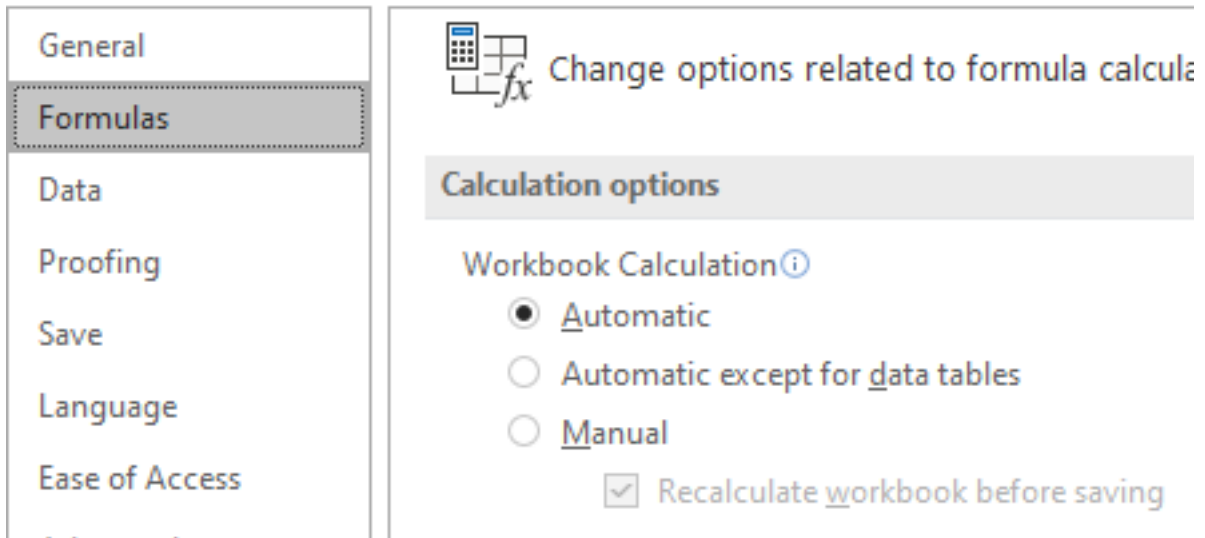 General
Formulas
Data
Proofing
Save
Language
Ease of Access
fx Change options related to formula
Calculation options
Workbook Calculation
Automatic
Automatic except for data tables
Manual
Recalculate workbook before saving